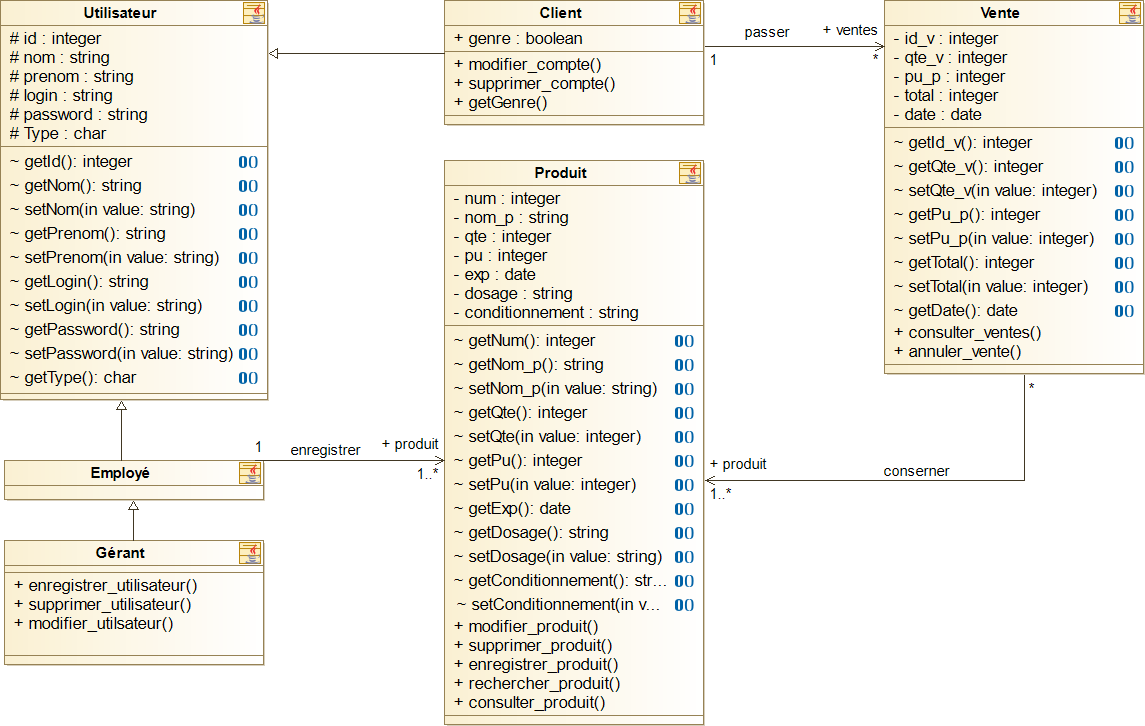 Utilisateur
# id : integer
# nom : string
# prenom : string
# login : string
# password : string
# Type : char
~ getId(): integer
~ getNom(): string
~ setNom(in value: string)
~ getPrenom(): string
~ setPrenom(in value: string)
~ getLogin(): string
~ setLogin(in value: string)
~ getPassword(): string
~ setPassword(in value: string)
~ getType(): char
Client
+ genre : boolean
+ modifier_compte()
+ supprimer_compte()
+ getGenre()
passer
+ ventes
1
*
Vente
- id_v : integer
- qte_v : integer
- pu_p : integer
- total : integer
- date : date
~ getId_v(): integer
~ getQte_v(): integer
~ setQte_v(in value: integer)
~ getPu_p(): integer
~ setPu_p(in value: integer)
~ getTotal(): integer
~ setTotal(in value: integer)
~ getDate(): date
+ consulter_ventes()
+ annuler_vente()
*
Produit
- num : integer
- nom_p : string
- qte : integer
- pu : integer
- exp : date
- dosage : string
- conditionnement : string
~ getNum(): integer
~ getNom_p(): string
~ setNom_p(in value: string)
~ getQte(): integer
~ setQte(in value: integer)
~ getPu(): integer
~ setPu(in value: integer)
~ getExp(): date
~ getDosage(): string
~ setDosage(in value: string)
~ getConditionnement(): str...
~ setConditionnement(in v...
+ modifier_produit()
+ supprimer_produit()
+ enregistrer_produit()
+ rechercher_produit()
+ consulter_produit()
1
enregistrer
+ produit
1..*
+ produit
1..*
conserner
Employé
Gérant
+ enregistrer_utilisateur()
+ supprimer_utilisateur()
+ modifier_utilsateur()